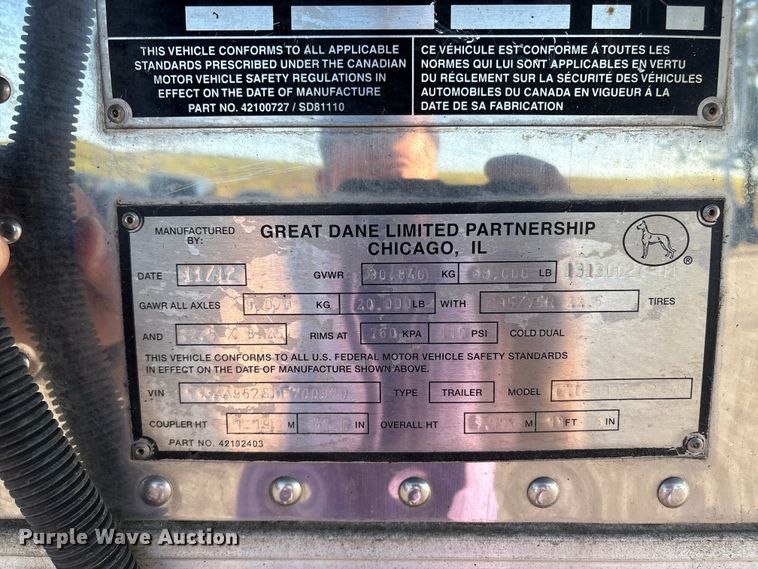 THIS VEHICLE CONFORMS TO ALL APPLICABLE
STANDARDS PRESCRIBED UNDER THE CANADIAN
MOTOR VEHICLE SAFETY REGULATIONS IN
EFFECT ON THE DATE OF MANUFACTURE
PART NO. 42100727 / SD81110
CE VÉHICULE EST CONFORME À TOUTES LES
NORMES QUI LUI SONT APPLICABLES EN VERTU
DU RÉGLEMENT SUR LA SÉCURITÉ DES VÉHICULES
AUTOMOBILES DU CANADA EN VIGUEUR À LA
DATE DE SA FABRICATION
MANUFACTURED BY: GREAT DANE LIMITED PARTNERSHIP
CHICAGO, IL
DATE 11/12 GVWR KG LB
GAWR ALL AXLES KG 20,000 LB WITH TIRES
AND RIMS AT 760 KPA PSI COLD DUAL
THIS VEHICLE CONFORMS TO ALL U.S. FEDERAL MOTOR VEHICLE SAFETY STANDARDS
IN EFFECT ON THE DATE OF MANUFACTURE SHOWN ABOVE.
VIN TYPE TRAILER MODEL
COUPLER HT M IN OVERALL HT M FT IN
PART NO. 42102403
®
Purple Wave Auction